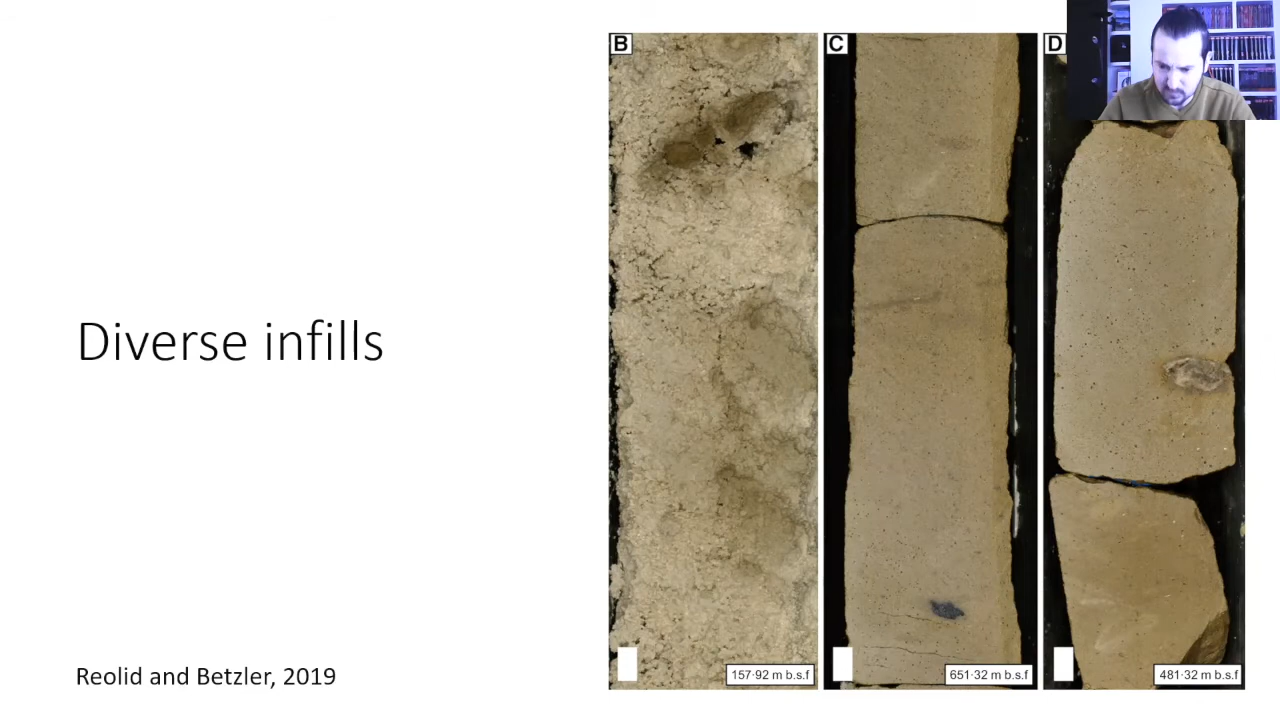 Diverse infills
Reolid and Betzler, 2019
B
C
D
157·92 m b.s.f
651·32 m b.s.f
481·32 m b.s.f